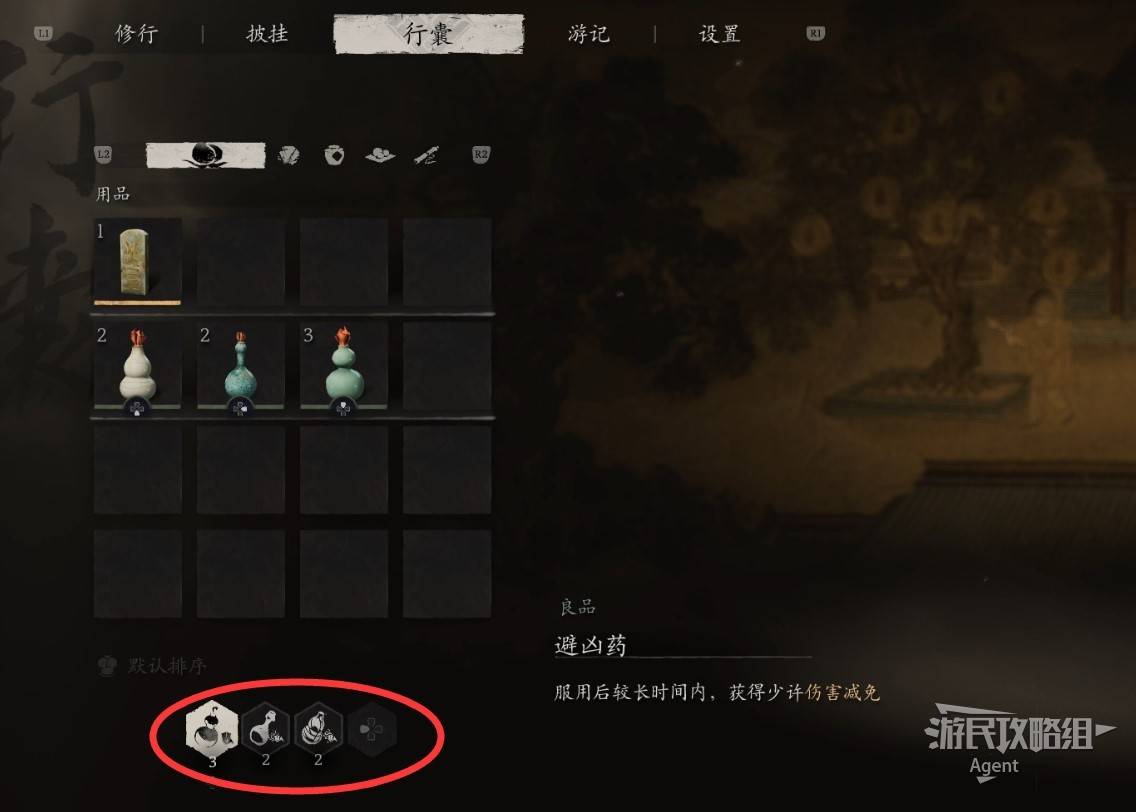 L1 修行 披挂 行囊 游记 设置 R1
行囊
L2 R2
用品
1
2 2 3
默认排序
3 2 2
良品
避凶药
服用后较长时间内，获得少许伤害减免
游民攻略组
Agent